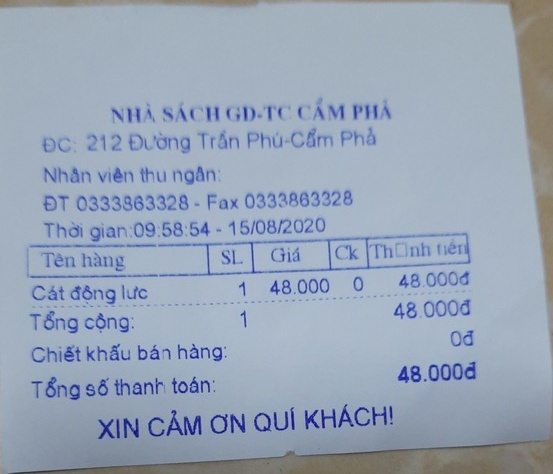 NHÀ SÁCH GD-TC CẨM PHẢ
ĐC: 212 Đường Trần Phú-Cẩm Phả
Nhân viên thu ngân:
ĐT 0333863328 - Fax 0333863328
Thời gian:09:58:54 - 15/08/2020
Tên hàng SL Giá Ck Th□nh tiền
Cát động lực 1 48.000 0 48.000đ
Tổng cộng: 1 48.000đ
Chiết khấu bán hàng: 0đ
Tổng số thanh toán: 48.000đ
XIN CẢM ƠN QUÍ KHÁCH!